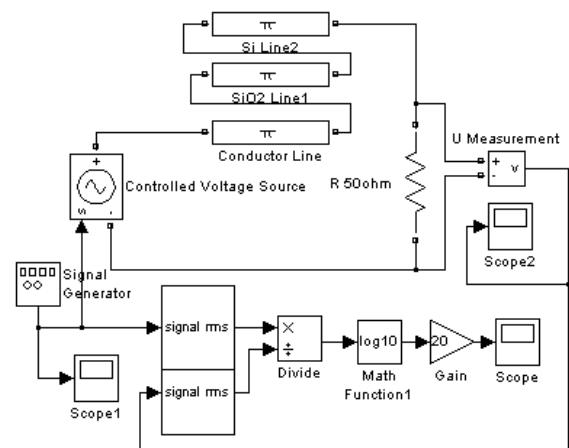 Si Line2
SiO2 Line1
Conductor Line
U Measurement
+
-
v
+
s
-
Controlled Voltage Source
R 50ohm
Scope2
Signal
Generator
signal rms
signal rms
×
÷
Divide
log10
Math
Function1
20
Gain
Scope
Scope1